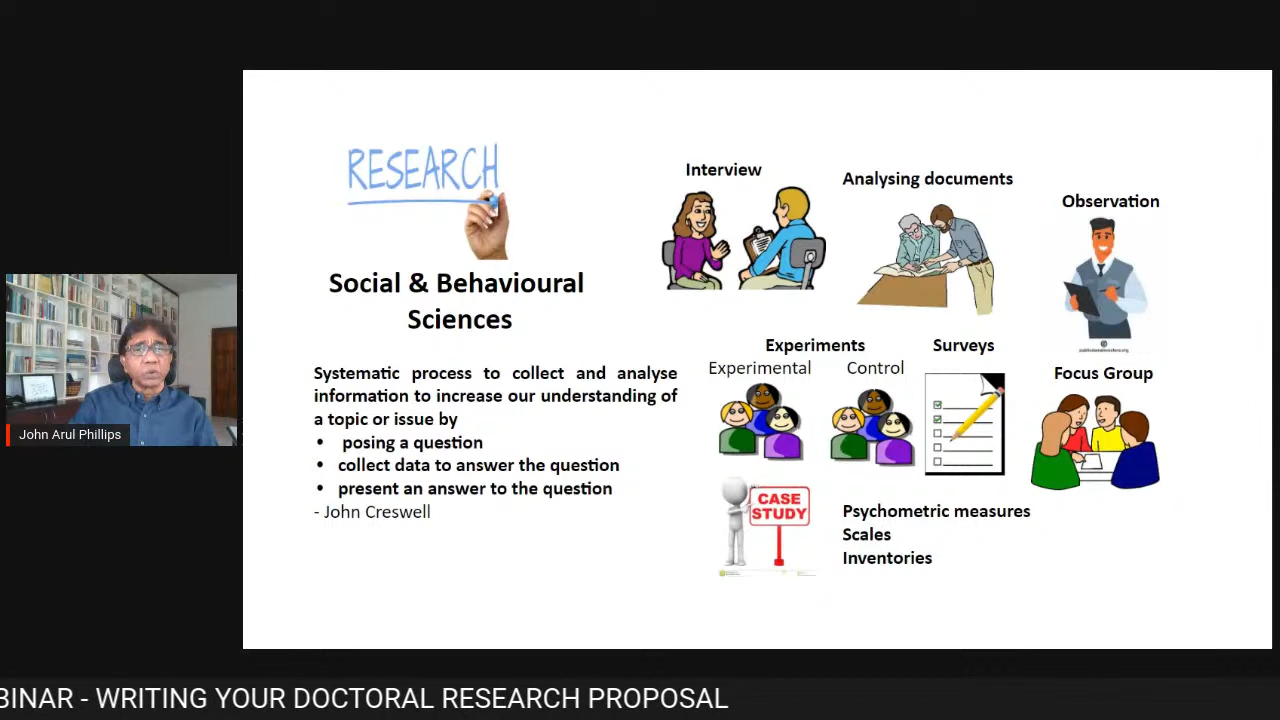 RESEARCH
Social & Behavioural
Sciences
Systematic process to collect and analyse
information to increase our understanding of
a topic or issue by
• posing a question
• collect data to answer the question
• present an answer to the question
- John Creswell
Interview
Analysing documents
Observation
Experiments
Experimental Control
Surveys
Focus Group
CASE
STUDY
Psychometric measures
Scales
Inventories
John Arul Phillips
BINAR - WRITING YOUR DOCTORAL RESEARCH PROPOSAL